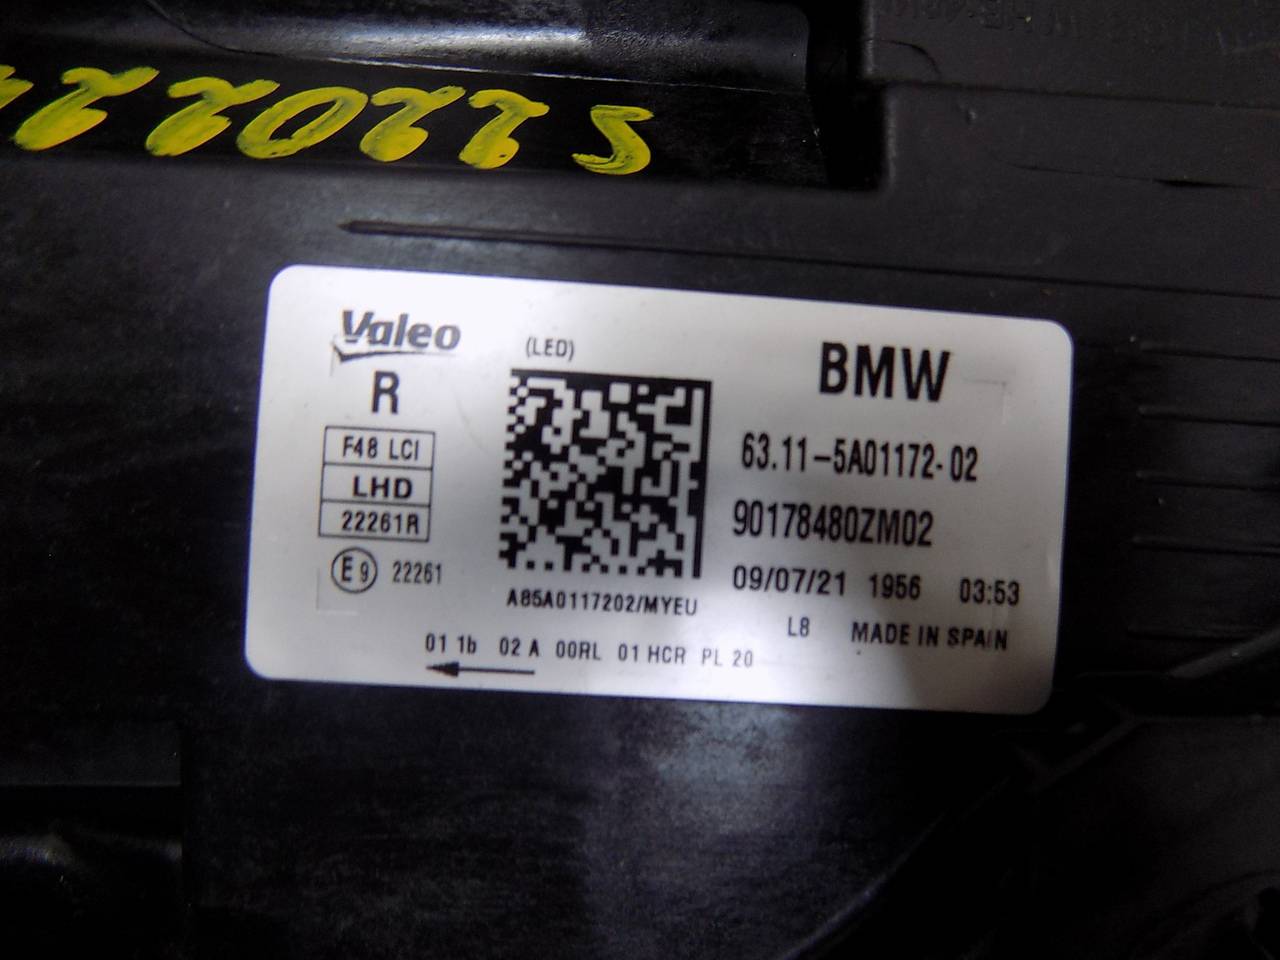 Valeo
R
F48 LCI
LHD
22261R
E9 22261
(LED)
A85A0117202/MYEU
BMW
63.11-5A01172-02
90178480ZM02
09/07/21 1956 03:53
L8 MADE IN SPAIN
01 1b 02 A 00RL 01 HCR PL 20